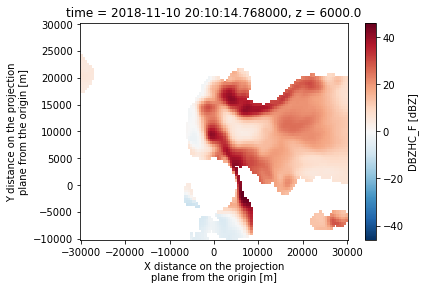 time = 2018-11-10 20:10:14.768000, z = 6000.0
30000
25000
20000
15000
10000
5000
0
−5000
−10000
Y distance on the projection
plane from the origin [m]
−30000 −20000 −10000 0 10000 20000 30000
X distance on the projection
plane from the origin [m]
40
20
0
−20
−40
DBZHC_F [dBZ]